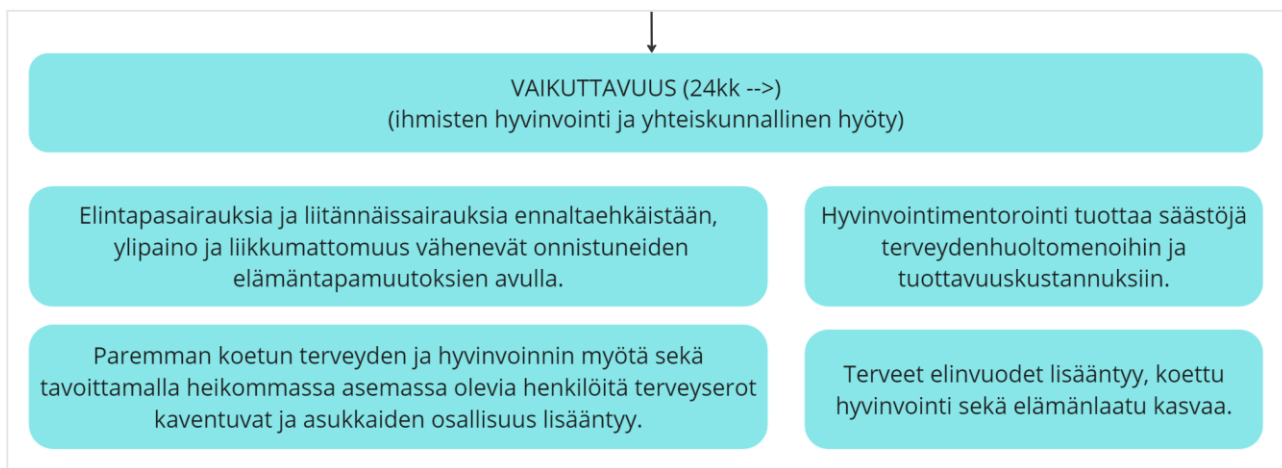 VAIKUTTAVUUS (24kk -->)
(ihmisten hyvinvointi ja yhteiskunnallinen hyöty)
Elintapasairauksia ja liitännäissairauksia ennaltaehkäistään,
ylipaino ja liikkumattomuus vähenevät onnistuneiden
elämäntapamuutoksien avulla.
Hyvinvointimentorointi tuottaa säästöjä
terveydenhuoltomenoihin ja
tuottavuuskustannuksiin.
Paremman koetun terveyden ja hyvinvoinnin myötä sekä
tavoittamalla heikommassa asemassa olevia henkilöitä terveyserot
kaventuvat ja asukkaiden osallisuus lisääntyy.
Terveet elinvuodet lisääntyy, koettu
hyvinvointi sekä elämänlaatu kasvaa.